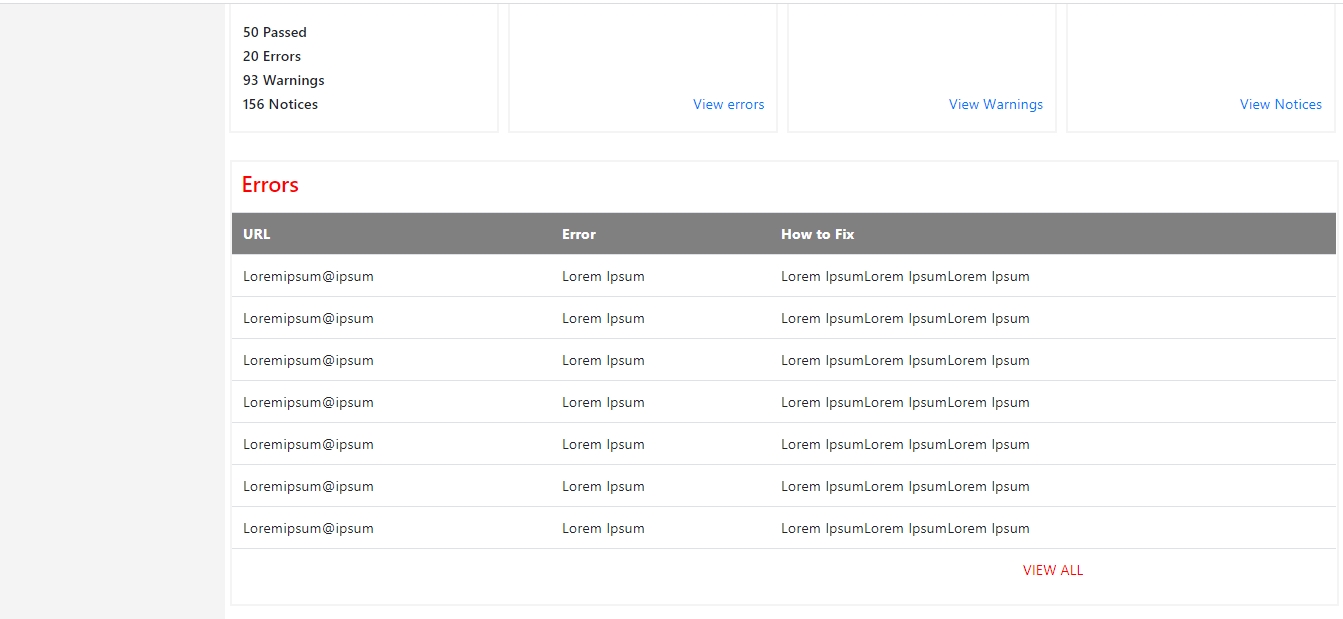 50 Passed
20 Errors
93 Warnings
156 Notices
View errors
View Warnings
View Notices
Errors
URL Error How to Fix
Loremipsum@ipsum Lorem Ipsum Lorem IpsumLorem IpsumLorem Ipsum
Loremipsum@ipsum Lorem Ipsum Lorem IpsumLorem IpsumLorem Ipsum
Loremipsum@ipsum Lorem Ipsum Lorem IpsumLorem IpsumLorem Ipsum
Loremipsum@ipsum Lorem Ipsum Lorem IpsumLorem IpsumLorem Ipsum
Loremipsum@ipsum Lorem Ipsum Lorem IpsumLorem IpsumLorem Ipsum
Loremipsum@ipsum Lorem Ipsum Lorem IpsumLorem IpsumLorem Ipsum
Loremipsum@ipsum Lorem Ipsum Lorem IpsumLorem IpsumLorem Ipsum
VIEW ALL